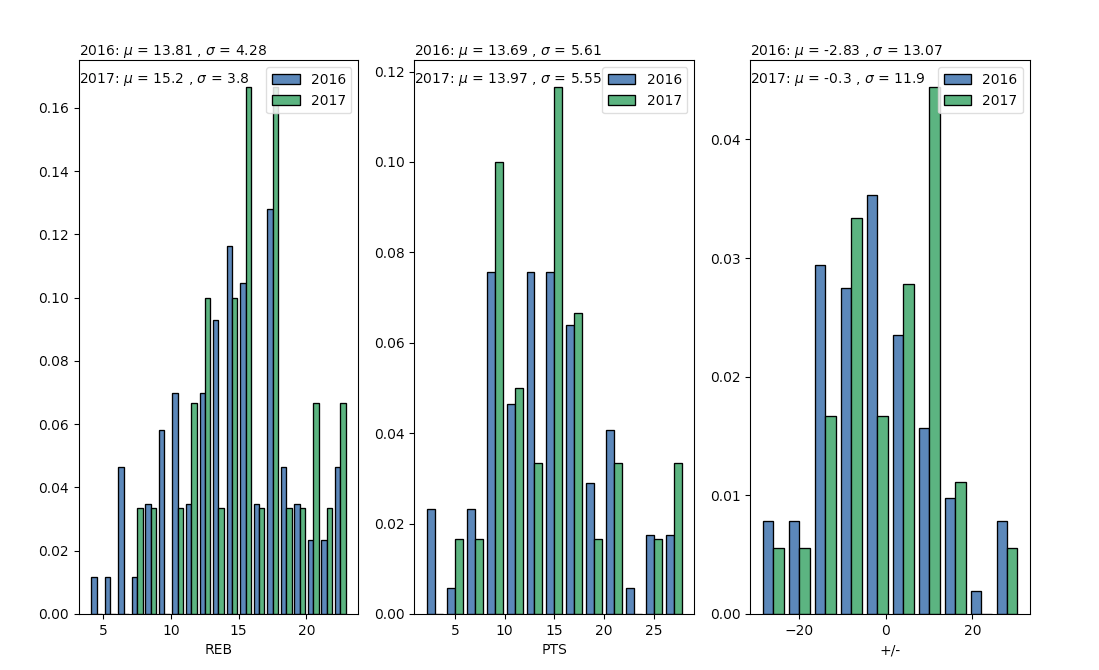 2016: μ = 13.81 , σ = 4.28
2017: μ = 15.2 , σ = 3.8
2016
2017
0.16
0.14
0.12
0.10
0.08
0.06
0.04
0.02
0.00
5 10 15 20
REB
2016: μ = 13.69 , σ = 5.61
2017: μ = 13.97 , σ = 5.55
2016
2017
0.12
0.10
0.08
0.06
0.04
0.02
0.00
5 10 15 20 25
PTS
2016: μ = -2.83 , σ = 13.07
2017: μ = -0.3 , σ = 11.9
2016
2017
0.04
0.03
0.02
0.01
0.00
−20 0 20
+/-